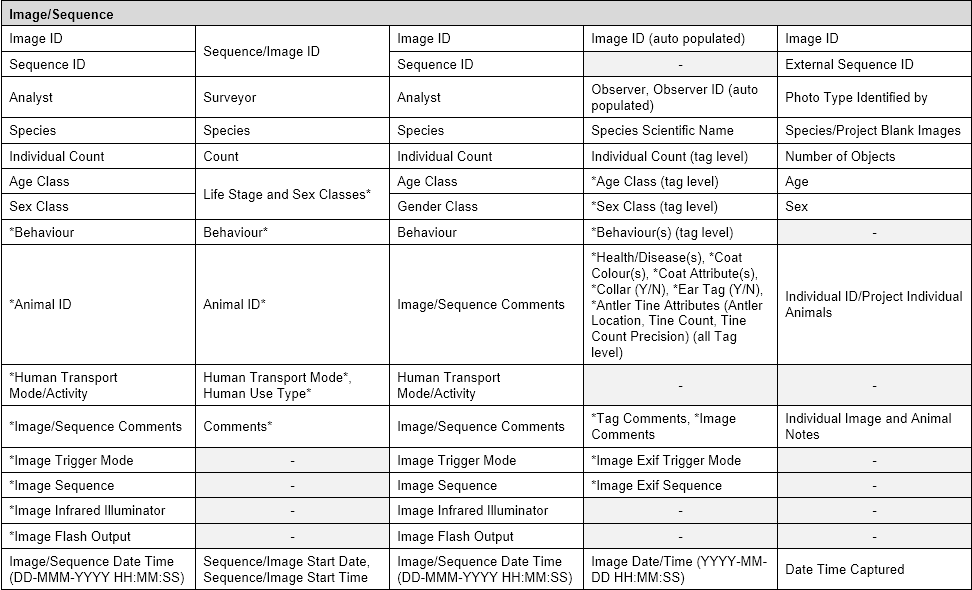 Image/Sequence
Image ID
Sequence/Image ID
Image ID
Image ID (auto populated)
Image ID
Sequence ID
Sequence ID
-
External Sequence ID
Analyst
Surveyor
Analyst
Observer, Observer ID (auto
populated)
Photo Type Identified by
Species
Species
Species
Species Scientific Name
Species/Project Blank Images
Individual Count
Count
Individual Count
Individual Count (tag level)
Number of Objects
Age Class
Life Stage and Sex Classes*
Age Class
*Age Class (tag level)
Age
Sex Class
Gender Class
*Sex Class (tag level)
Sex
*Behaviour
Behaviour*
Behaviour
*Behaviour(s) (tag level)
-
*Animal ID
Animal ID*
Image/Sequence Comments
*Health/Disease(s), *Coat
Colour(s), *Coat Attribute(s),
*Collar (Y/N), *Ear Tag (Y/N),
*Antler Tine Attributes (Antler
Location, Tine Count, Tine
Count Precision) (all Tag
level)
Individual ID/Project Individual
Animals
*Human Transport
Mode/Activity
Human Transport Mode*,
Human Use Type*
Human Transport
Mode/Activity
-
-
*Image/Sequence Comments
Comments*
Image/Sequence Comments
*Tag Comments, *Image
Comments
Individual Image and Animal
Notes
*Image Trigger Mode
-
Image Trigger Mode
*Image Exif Trigger Mode
-
*Image Sequence
-
Image Sequence
*Image Exif Sequence
-
*Image Infrared Illuminator
-
Image Infrared Illuminator
-
-
*Image Flash Output
-
Image Flash Output
-
-
Image/Sequence Date Time
(DD-MMM-YYYY HH:MM:SS)
Sequence/Image Start Date,
Sequence/Image Start Time
Image/Sequence Date Time
(DD-MMM-YYYY HH:MM:SS)
Image Date/Time (YYYY-MM-
DD HH:MM:SS)
Date Time Captured